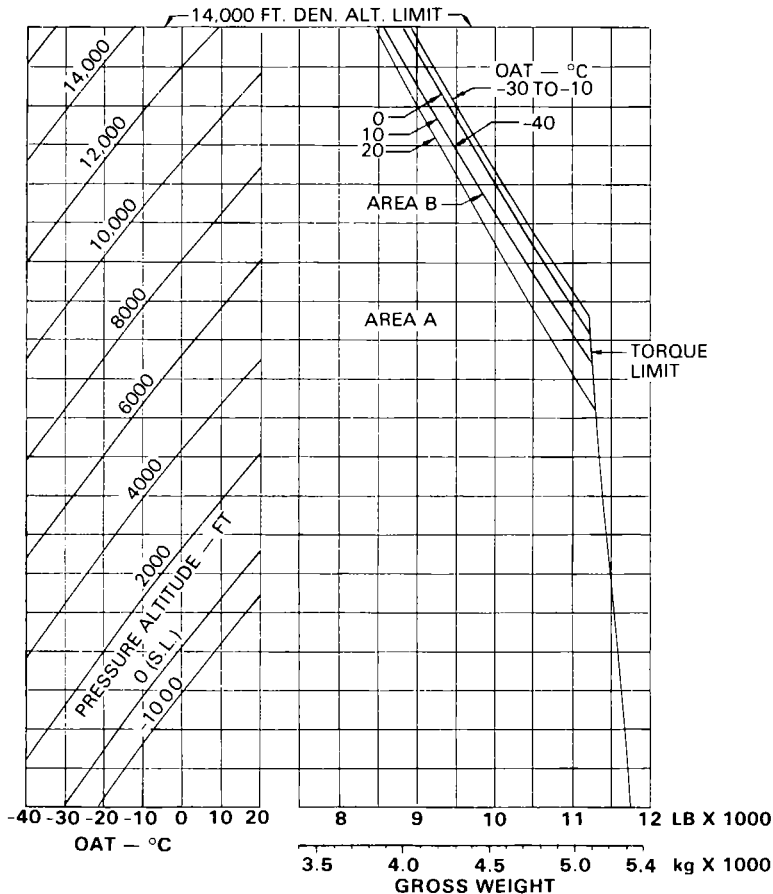 14,000 FT. DEN. ALT. LIMIT
14,000
12,000
10,000
8000
6000
4000
2000
PRESSURE ALTITUDE — FT
0 (S.L.)
-1000
OAT — °C
-30 TO -10
0
10
20
-40
AREA B
AREA A
TORQUE
LIMIT
-40 -30 -20 -10 0 10 20
OAT — °C
8 9 10 11 12 LB X 1000
3.5 4.0 4.5 5.0 5.4 kg X 1000
GROSS WEIGHT